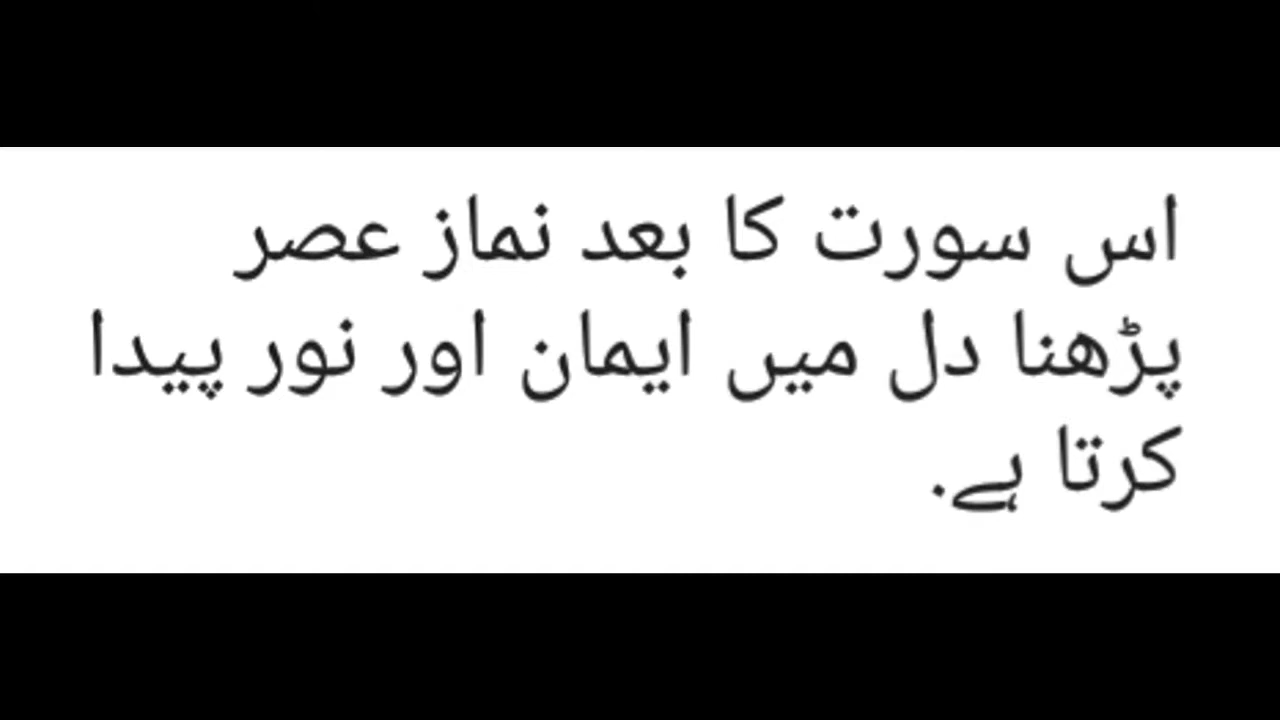 اس سورت کا بعد نماز عصر
پڑھنا دل میں ایمان اور نور پیدا
کرتا ہے.